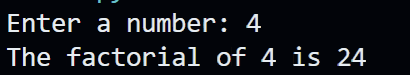 Enter a number: 4
The factorial of 4 is 24